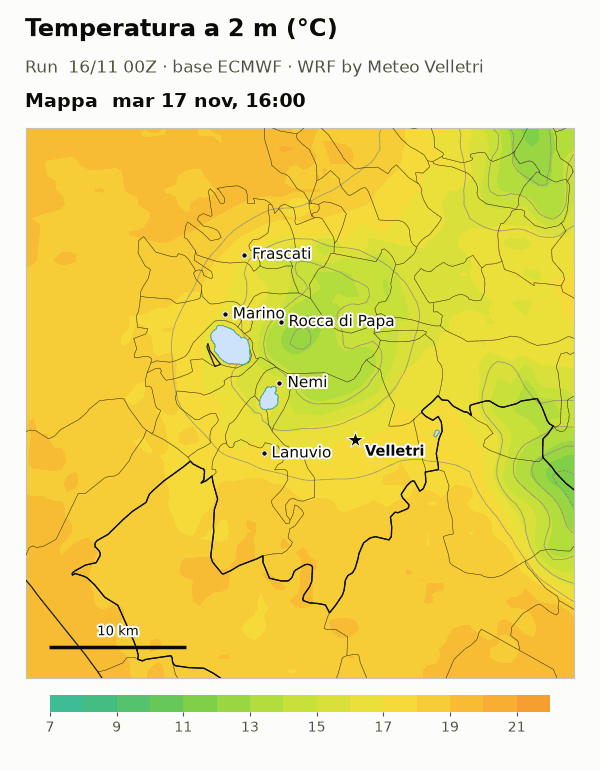 Temperatura a 2 m (°C)
Run  16/11 00Z · base ECMWF · WRF by Meteo Velletri
Mappa  mar 17 nov, 16:00
Frascati
Marino
Rocca di Papa
Nemi
Velletri
Lanuvio
10 km
7 9 11 13 15 17 19 21